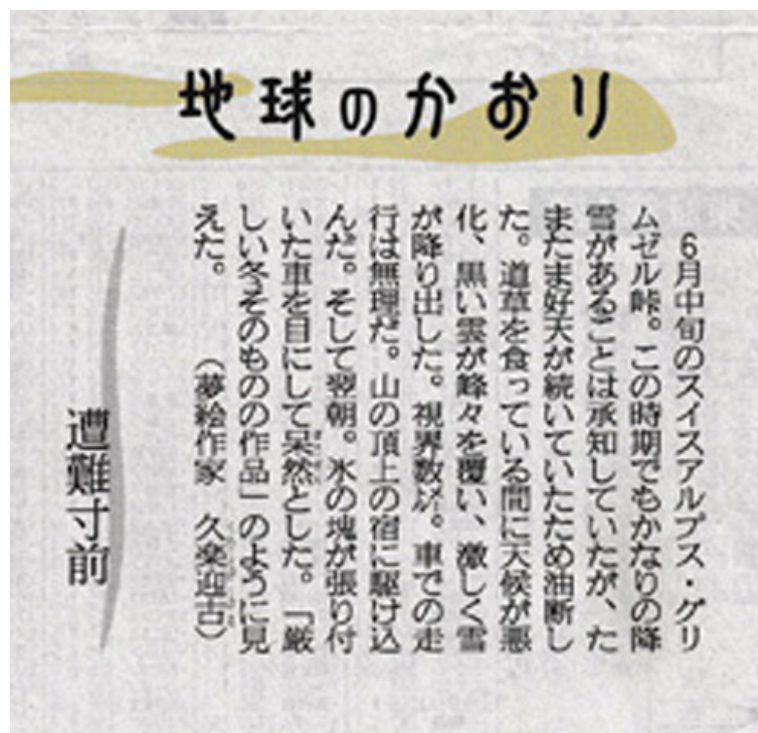 地球のかおり
遭難寸前
6月中旬のスイスアルプス・グリ
ムゼル峠。この時期でもかなりの降
雪があることは承知していたが、た
またま好天が続いていたため油断し
た。道草を食っている間に天候が悪
化、黒い雲が峰々を覆い、激しく雪
が降り出した。視界数㍍。車での走
行は無理だ。山の頂上の宿に駆け込
んだ。そして翌朝。氷の塊が張り付
いた車を目にして呆然とした。「厳
しい冬そのものの作品」のように見
えた。　　（夢絵作家　久楽迎古）